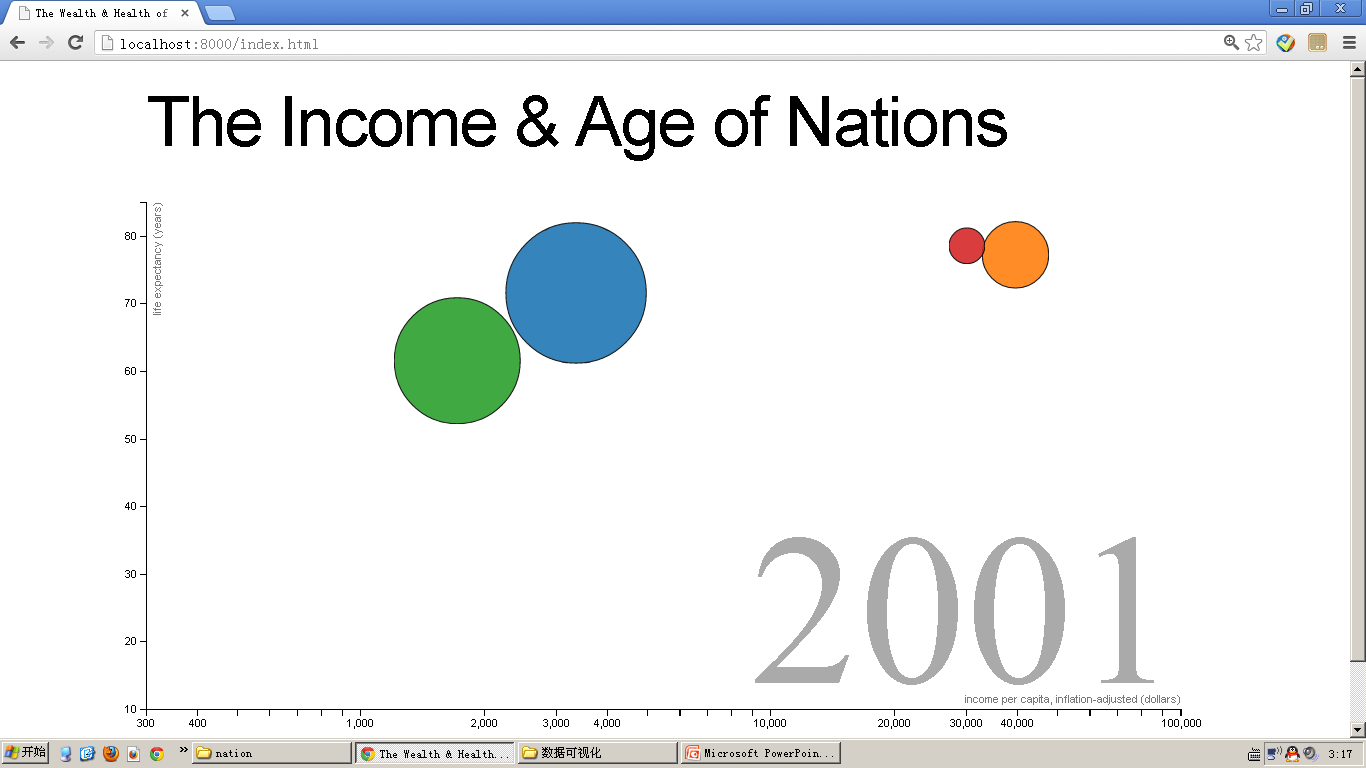 The Wealth & Health of
localhost:8000/index.html
The Income & Age of Nations
life expectancy (years)
80
70
60
50
40
30
20
10
2001
income per capita, inflation-adjusted (dollars)
300 400 1,000 2,000 3,000 4,000 10,000 20,000 30,000 40,000 100,000
开始 nation The Wealth & Health... 数据可视化 Microsoft PowerPoin... 3:17